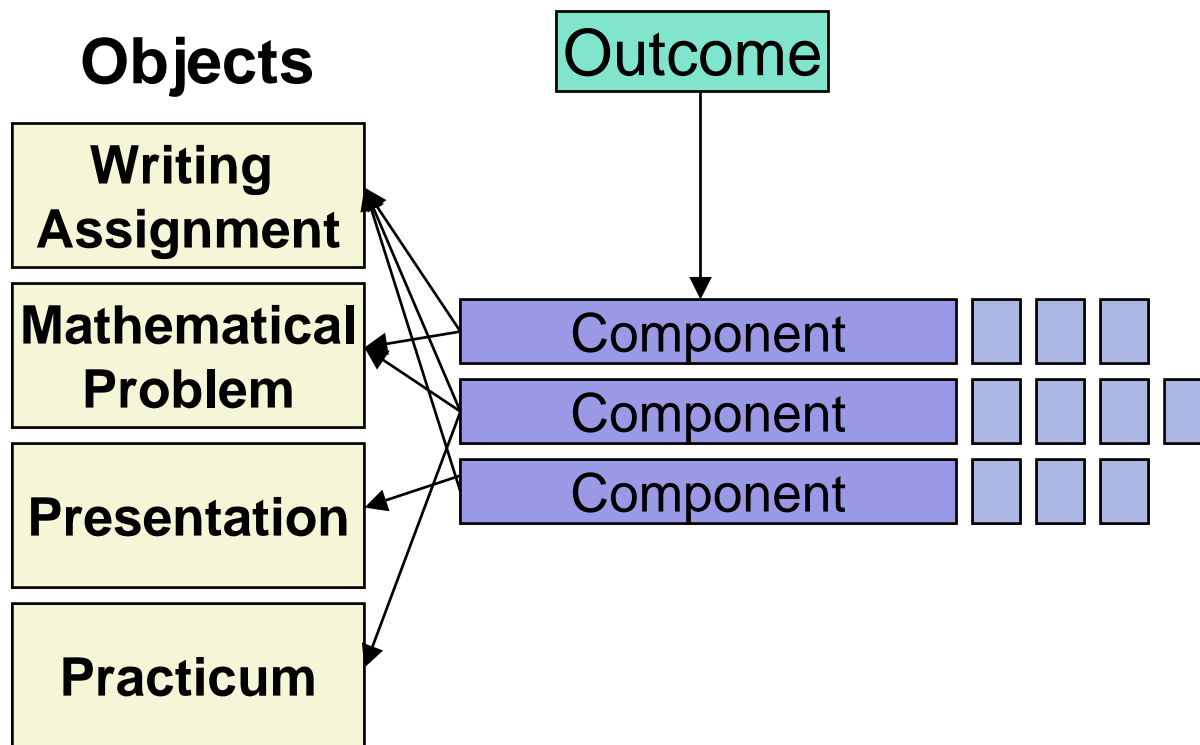 Objects
Outcome
Writing
Assignment
Mathematical
Problem
Presentation
Practicum
Component
Component
Component